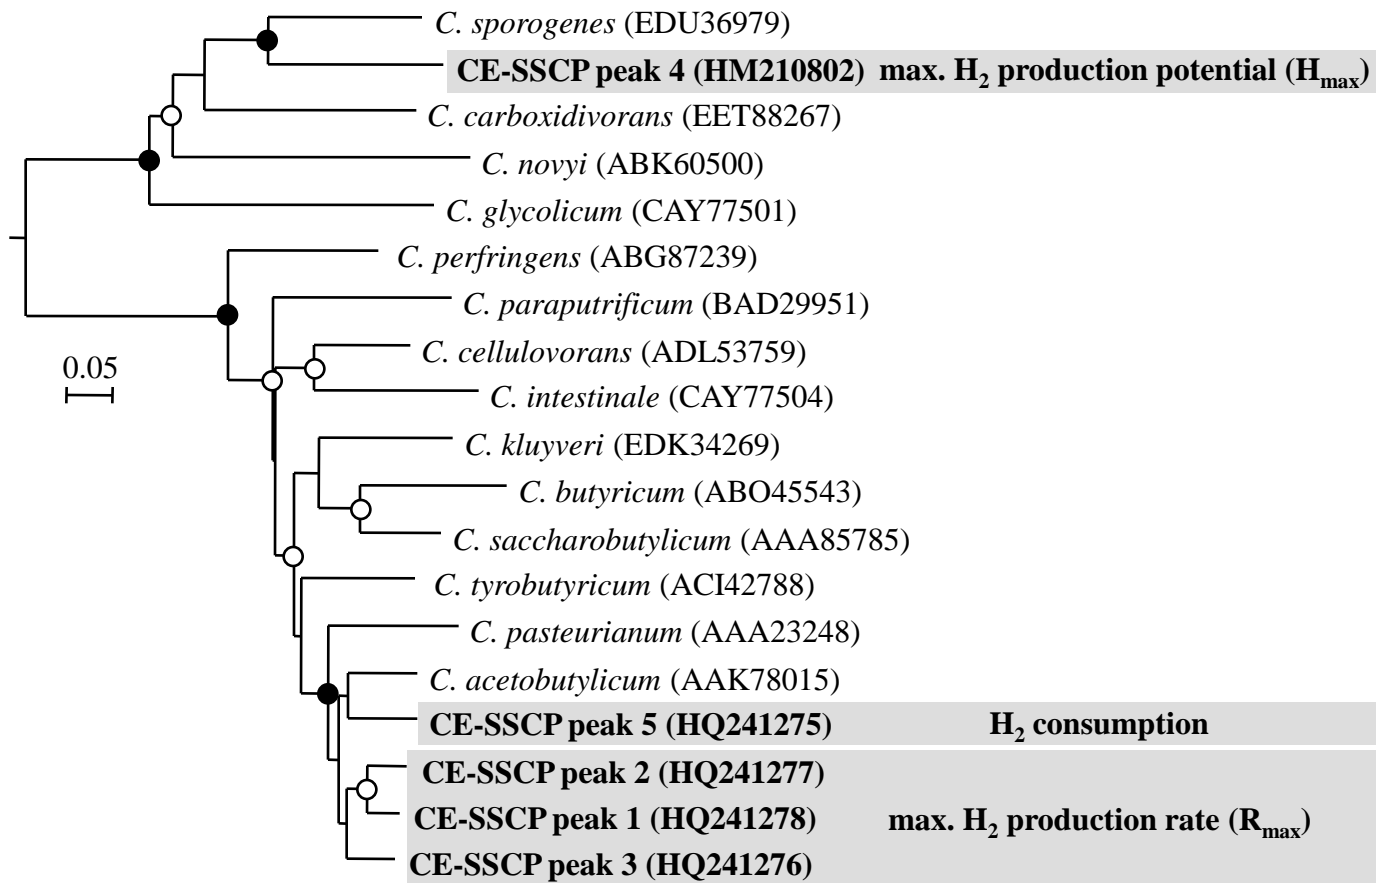 C. sporogenes (EDU36979)
CE-SSCP peak 4 (HM210802) max. H₂ production potential (Hmax)
C. carboxidivorans (EET88267)
C. novyi (ABK60500)
C. glycolicum (CAY77501)
C. perfringens (ABG87239)
C. paraputrificum (BAD29951)
C. cellulovorans (ADL53759)
0.05
C. intestinale (CAY77504)
C. kluyveri (EDK34269)
C. butyricum (ABO45543)
C. saccharobutylicum (AAA85785)
C. tyrobutyricum (ACI42788)
C. pasteurianum (AAA23248)
C. acetobutylicum (AAK78015)
CE-SSCP peak 5 (HQ241275) H₂ consumption
CE-SSCP peak 2 (HQ241277)
CE-SSCP peak 1 (HQ241278) max. H₂ production rate (Rmax)
CE-SSCP peak 3 (HQ241276)